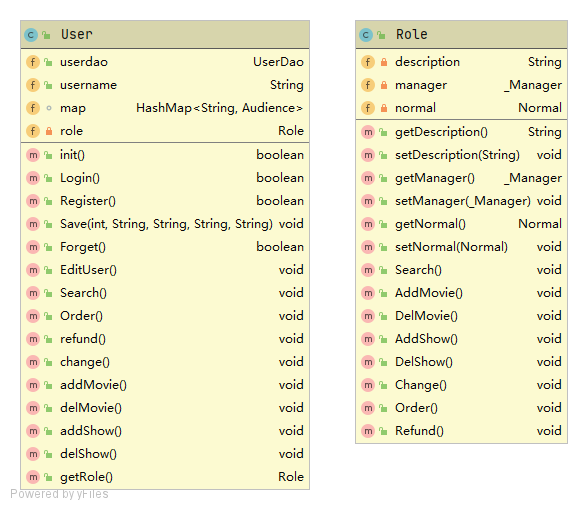 User
userdao UserDao
username String
map HashMap<String, Audience>
role Role
init() boolean
Login() boolean
Register() boolean
Save(int, String, String, String, String) void
Forget() boolean
EditUser() void
Search() void
Order() void
refund() void
change() void
addMovie() void
delMovie() void
addShow() void
delShow() void
getRole() Role
Role
description String
manager _Manager
normal Normal
getDescription() String
setDescription(String) void
getManager() _Manager
setManager(_Manager) void
getNormal() Normal
setNormal(Normal) void
Search() void
AddMovie() void
DelMovie() void
AddShow() void
DelShow() void
Change() void
Order() void
Refund() void
Powered by yFiles